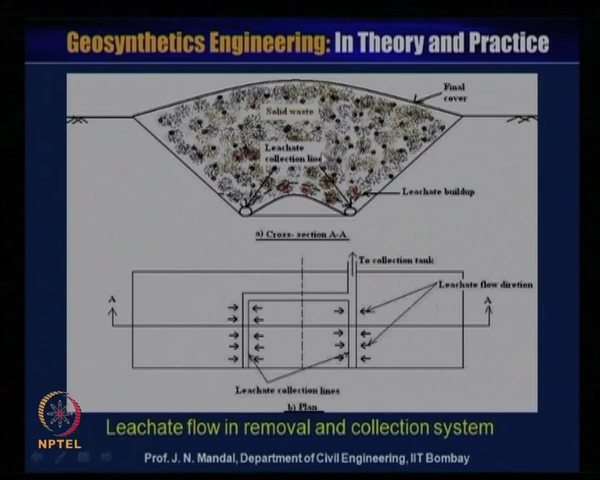 Geosynthetics Engineering: In Theory and Practice
Final
cover
Solid waste
Leachate
collection line
Leachate buildup
a) Cross- section A-A
To collection tank
Leachate flow diretion
A
A
Leachate collection lines
b) Plan
NPTEL
Leachate flow in removal and collection system
Prof. J. N. Mandal, Department of Civil Engineering, IIT Bombay